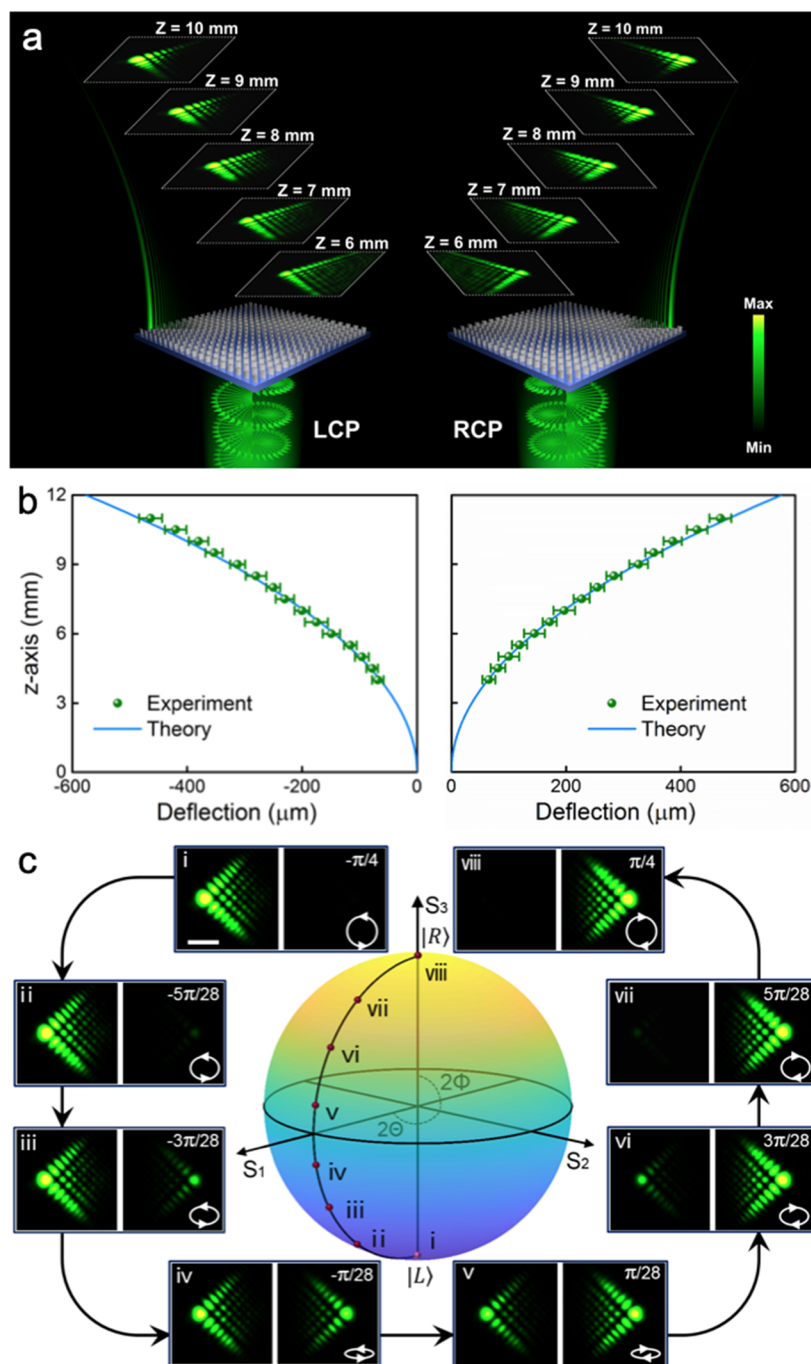 a
Z = 10 mm
Z = 9 mm
Z = 8 mm
Z = 7 mm
Z = 6 mm
Z = 10 mm
Z = 9 mm
Z = 8 mm
Z = 7 mm
Z = 6 mm
LCP
RCP
Max
Min
b
z-axis (mm)
12
9
6
3
0
Experiment
Theory
-600
-400
-200
0
Deflection (μm)
Experiment
Theory
0
200
400
600
Deflection (μm)
c
i
-π/4
viii
π/4
ii
-5π/28
vii
5π/28
iii
-3π/28
vi
3π/28
iv
-π/28
v
π/28
S₃
|R⟩
viii
vii
vi
v
iv
iii
ii
i
2Φ
2Θ
S₁
S₂
|L⟩